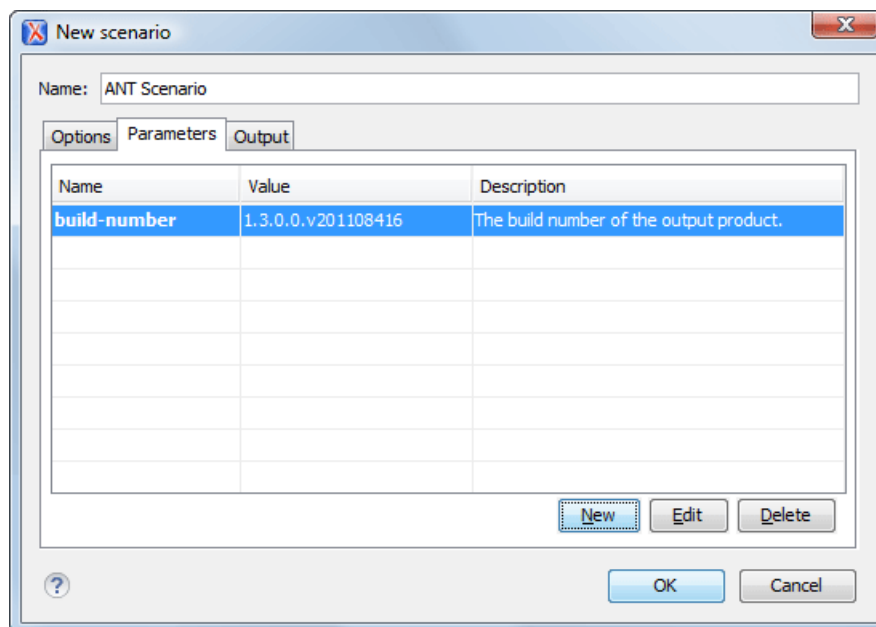 New scenario
Name: ANT Scenario
Options Parameters Output
Name Value Description
build-number 1.3.0.0.v201108416 The build number of the output product.
New Edit Delete
? OK Cancel